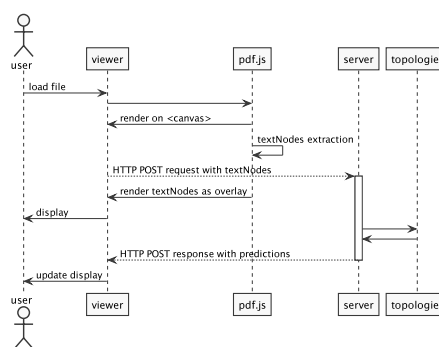 user
viewer
pdf.js
server
topologie
load file
render on <canvas>
textNodes extraction
HTTP POST request with textNodes
render textNodes as overlay
display
HTTP POST response with predictions
update display
user
viewer
pdf.js
server
topologie